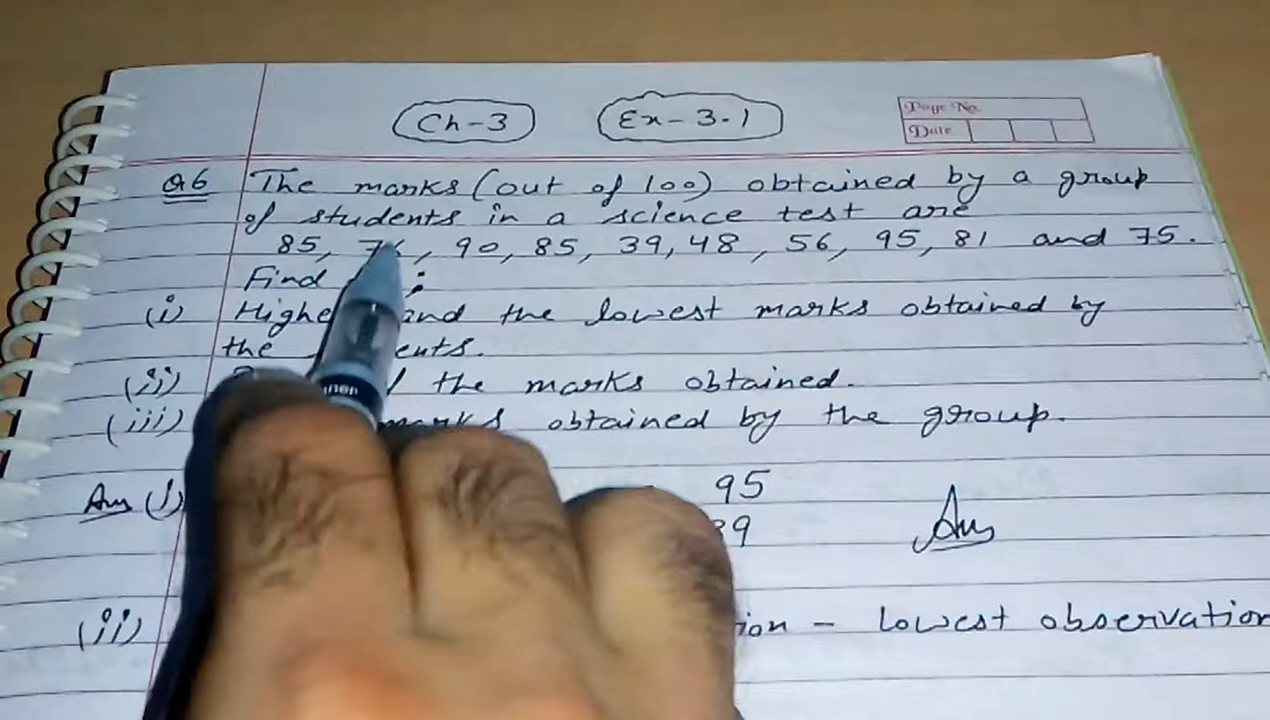 Ch-3 Ex-3.1
Page No.
Date
Q6 The marks (out of 100) obtained by a group
of students in a science test are
85, 76, 90, 85, 39, 48, 56, 95, 81 and 75.
Find :
(i) and the lowest marks obtained by
the
(ii) the marks obtained.
(iii) marks obtained by the group.
Ans (i) 95
39 Ans
(ii) - lowest observation